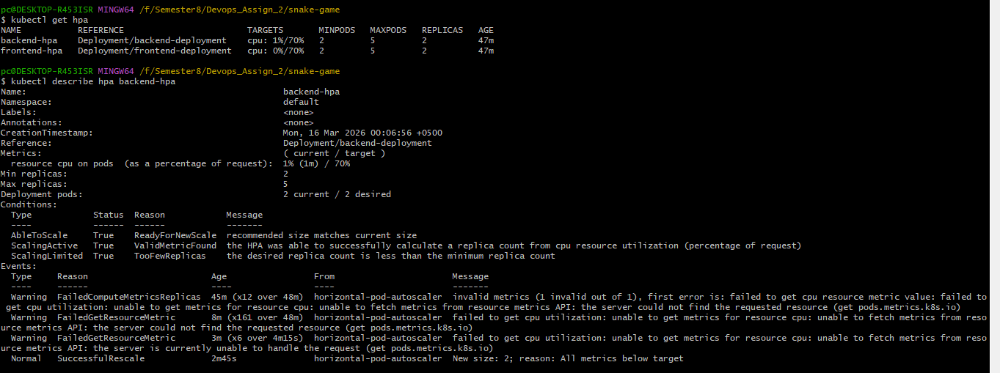 pc@DESKTOP-R453ISR MINGW64 /f/Semester8/Devops_Assign_2/snake-game
$ kubectl get hpa
NAME           REFERENCE                        TARGETS       MINPODS   MAXPODS   REPLICAS   AGE
backend-hpa    Deployment/backend-deployment    cpu: 1%/70%   2         5         2          47m
frontend-hpa   Deployment/frontend-deployment   cpu: 0%/70%   2         5         2          47m
pc@DESKTOP-R453ISR MINGW64 /f/Semester8/Devops_Assign_2/snake-game
$ kubectl describe hpa backend-hpa
Name:                                                  backend-hpa
Namespace:                                             default
Labels:                                                <none>
Annotations:                                           <none>
CreationTimestamp:                                     Mon, 16 Mar 2026 00:06:56 +0500
Reference:                                             Deployment/backend-deployment
Metrics:                                               ( current / target )
  resource cpu on pods  (as a percentage of request):  1% (1m) / 70%
Min replicas:                                          2
Max replicas:                                          5
Deployment pods:                                       2 current / 2 desired
Conditions:
  Type            Status  Reason            Message
  ----            ------  ------            -------
  AbleToScale     True    ReadyForNewScale  recommended size matches current size
  ScalingActive   True    ValidMetricFound  the HPA was able to successfully calculate a replica count from cpu resource utilization (percentage of request)
  ScalingLimited  True    TooFewReplicas    the desired replica count is less than the minimum replica count
Events:
  Type     Reason                        Age                 From                       Message
  ----     ------                        ----                ----                       -------
  Warning  FailedComputeMetricsReplicas  45m (x12 over 48m)  horizontal-pod-autoscaler  invalid metrics (1 invalid out of 1), first error is: failed to get cpu resource metric value: failed to
 get cpu utilization: unable to get metrics for resource cpu: unable to fetch metrics from resource metrics API: the server could not find the requested resource (get pods.metrics.k8s.io)
  Warning  FailedGetResourceMetric       8m (x161 over 48m)  horizontal-pod-autoscaler  failed to get cpu utilization: unable to get metrics for resource cpu: unable to fetch metrics from reso
urce metrics API: the server could not find the requested resource (get pods.metrics.k8s.io)
  Warning  FailedGetResourceMetric       3m (x6 over 4m15s)  horizontal-pod-autoscaler  failed to get cpu utilization: unable to get metrics for resource cpu: unable to fetch metrics from reso
urce metrics API: the server is currently unable to handle the request (get pods.metrics.k8s.io)
  Normal   SuccessfulRescale             2m45s               horizontal-pod-autoscaler  New size: 2; reason: All metrics below target